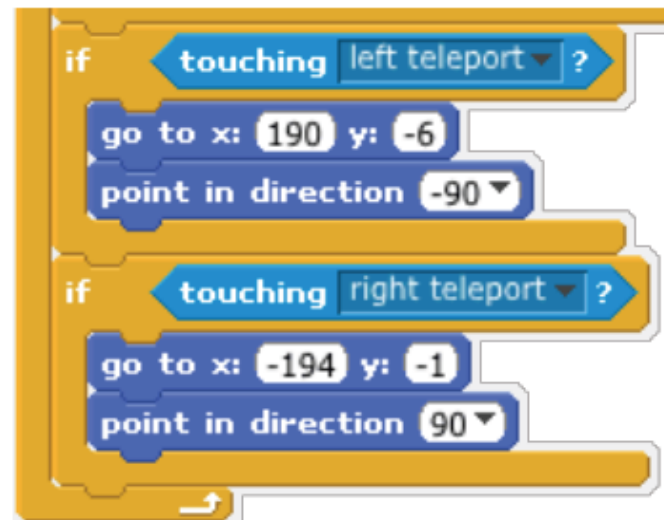 if touching left teleport ?
go to x: 190 y: -6
point in direction -90
if touching right teleport ?
go to x: -194 y: -1
point in direction 90